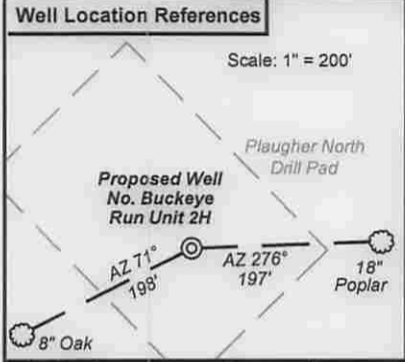 Well Location References
Scale: 1" = 200'
Plaugher North
Drill Pad
Proposed Well
No. Buckeye
Run Unit 2H
AZ 71°
198'
AZ 276°
197'
18"
Poplar
8" Oak